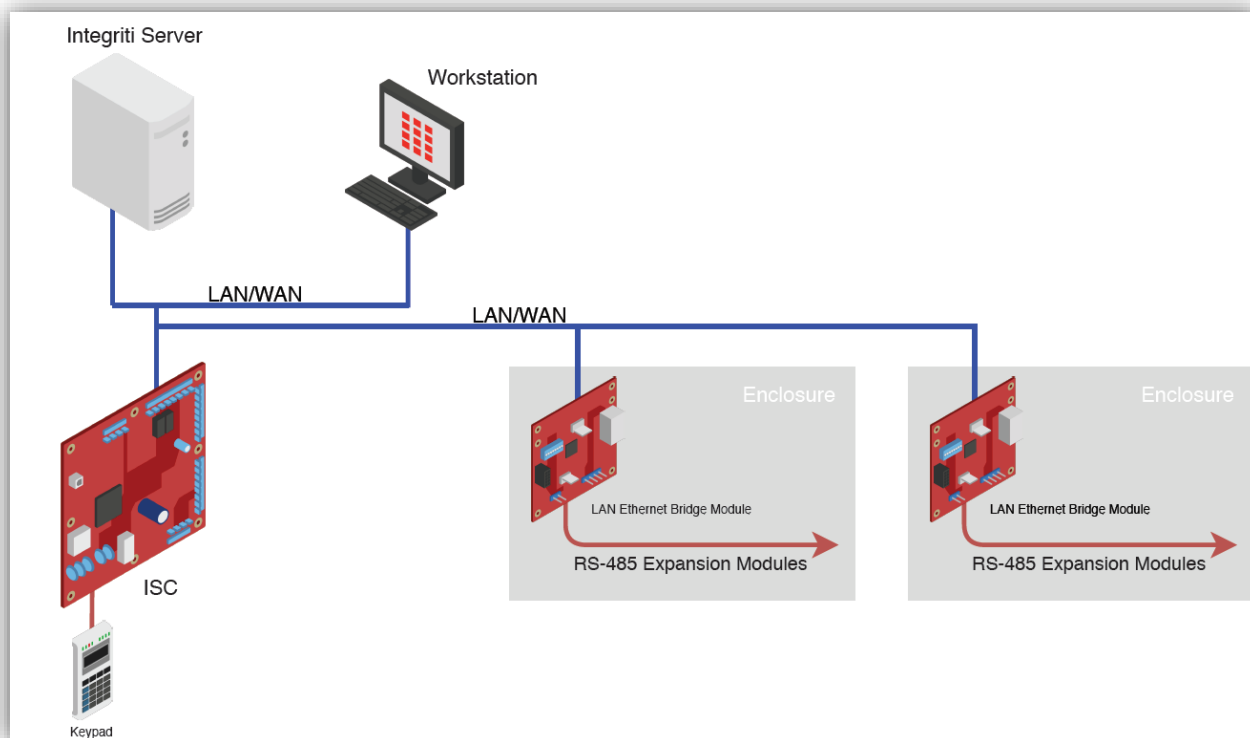 Integriti Server
Workstation
LAN/WAN
LAN/WAN
Enclosure
Enclosure
LAN Ethernet Bridge Module
LAN Ethernet Bridge Module
RS-485 Expansion Modules
RS-485 Expansion Modules
ISC
Keypad